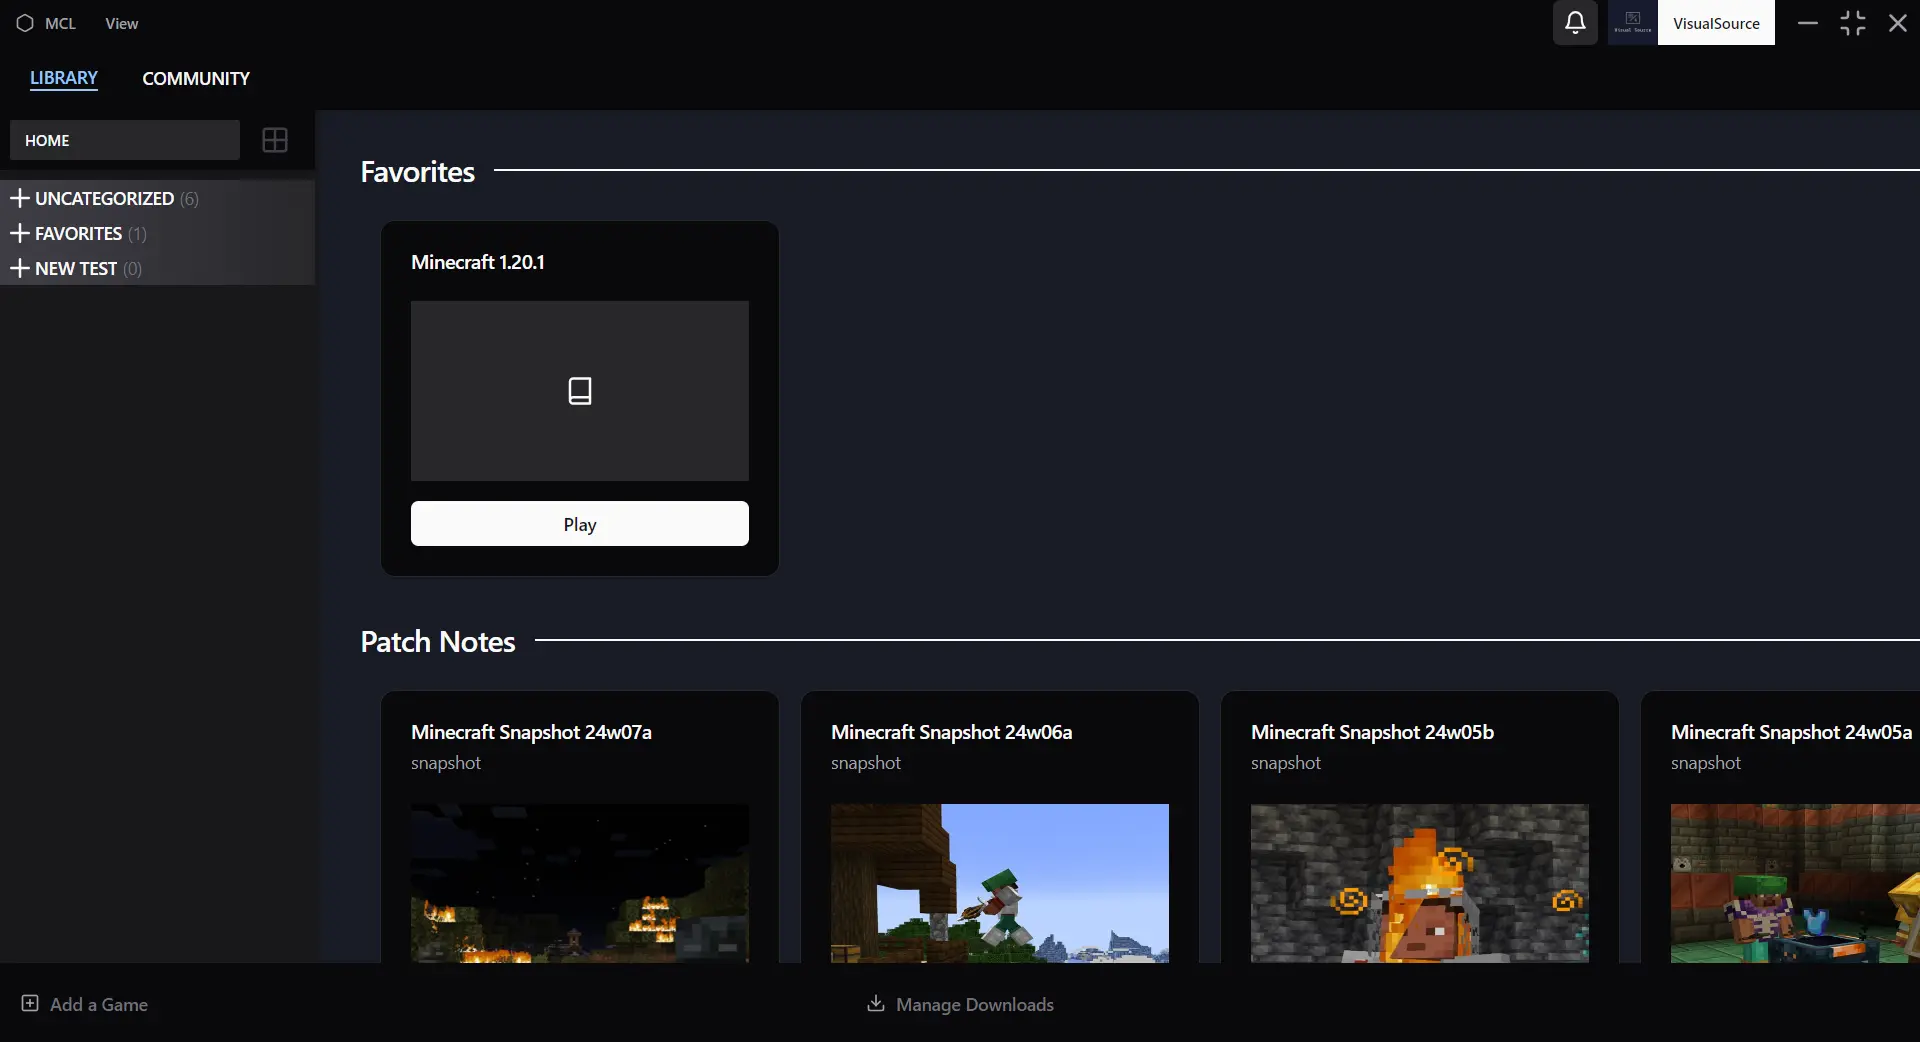 MCL View
Visual Source VisualSource
LIBRARY COMMUNITY
HOME
UNCATEGORIZED (6)
FAVORITES (1)
NEW TEST (0)
Favorites
Minecraft 1.20.1
Play
Patch Notes
Minecraft Snapshot 24w07a
snapshot
Minecraft Snapshot 24w06a
snapshot
Minecraft Snapshot 24w05b
snapshot
Minecraft Snapshot 24w05a
snapshot
Add a Game
Manage Downloads